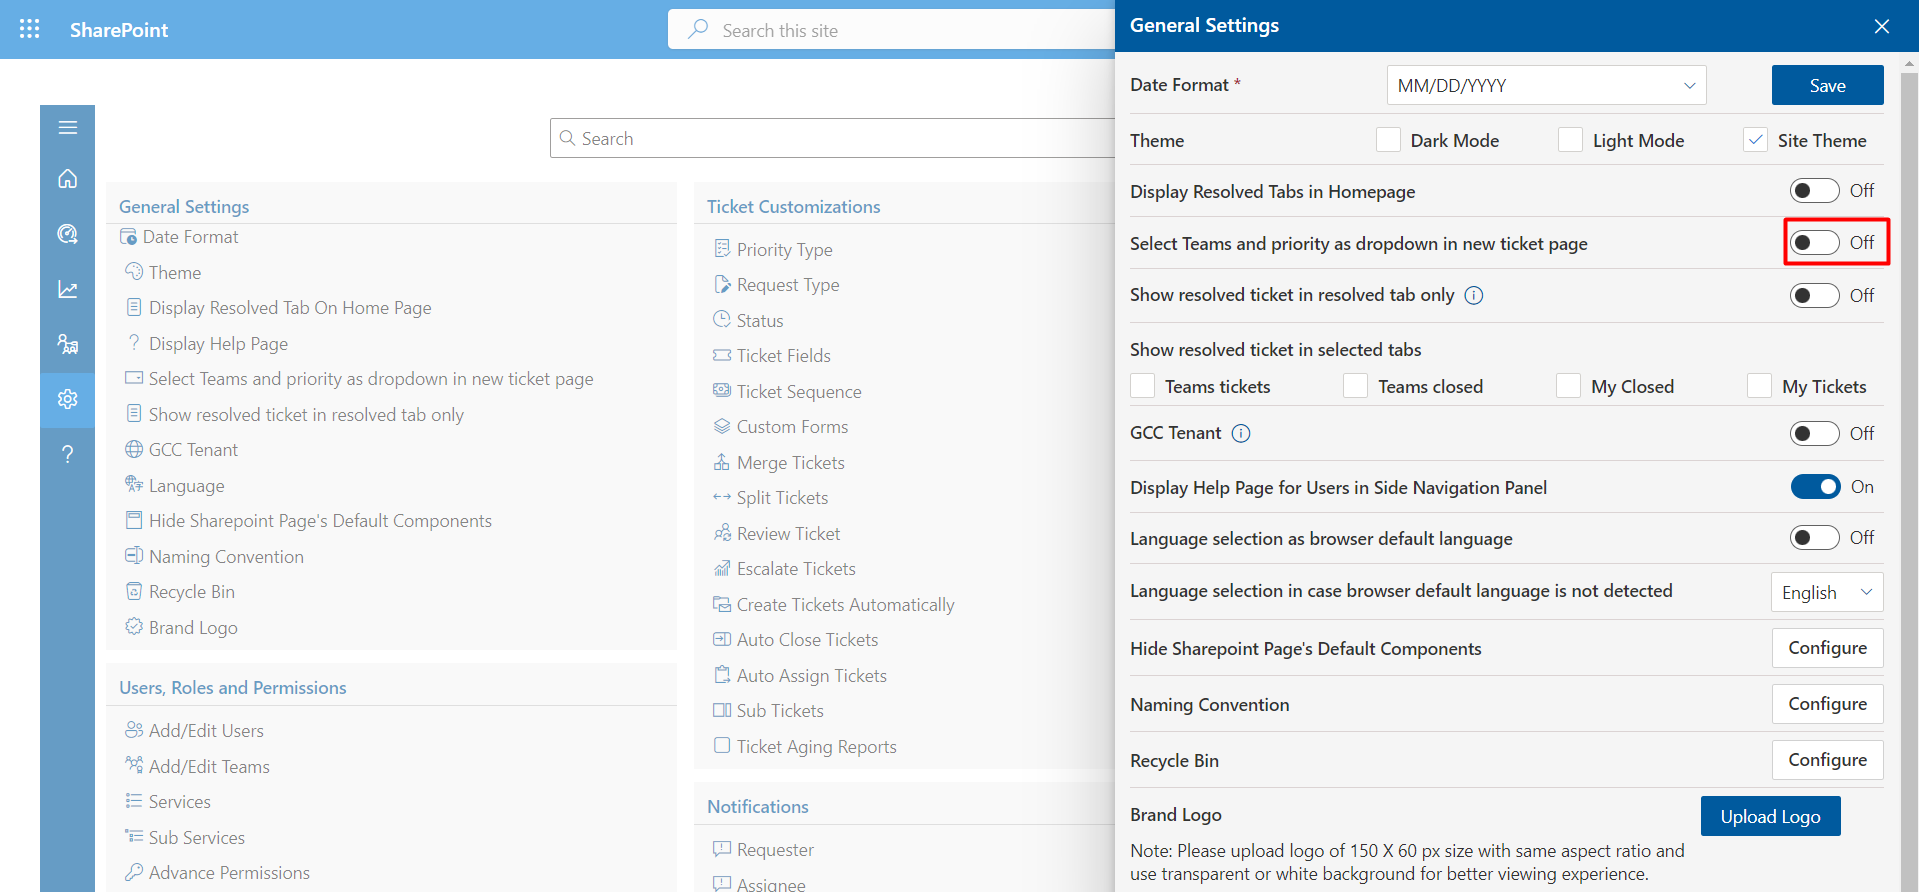 SharePoint
Search this site
Search
General Settings
Date Format
Theme
Display Resolved Tab On Home Page
Display Help Page
Select Teams and priority as dropdown in new ticket page
Show resolved ticket in resolved tab only
GCC Tenant
Language
Hide Sharepoint Page's Default Components
Naming Convention
Recycle Bin
Brand Logo
Users, Roles and Permissions
Add/Edit Users
Add/Edit Teams
Services
Sub Services
Advance Permissions
Ticket Customizations
Priority Type
Request Type
Status
Ticket Fields
Ticket Sequence
Custom Forms
Merge Tickets
Split Tickets
Review Ticket
Escalate Tickets
Create Tickets Automatically
Auto Close Tickets
Auto Assign Tickets
Sub Tickets
Ticket Aging Reports
Notifications
Requester
Assignee
General Settings
Date Format * MM/DD/YYYY Save
Theme Dark Mode Light Mode Site Theme
Display Resolved Tabs in Homepage Off
Select Teams and priority as dropdown in new ticket page Off
Show resolved ticket in resolved tab only Off
Show resolved ticket in selected tabs
Teams tickets Teams closed My Closed My Tickets
GCC Tenant Off
Display Help Page for Users in Side Navigation Panel On
Language selection as browser default language Off
Language selection in case browser default language is not detected English
Hide Sharepoint Page's Default Components Configure
Naming Convention Configure
Recycle Bin Configure
Brand Logo Upload Logo
Note: Please upload logo of 150 X 60 px size with same aspect ratio and
use transparent or white background for better viewing experience.